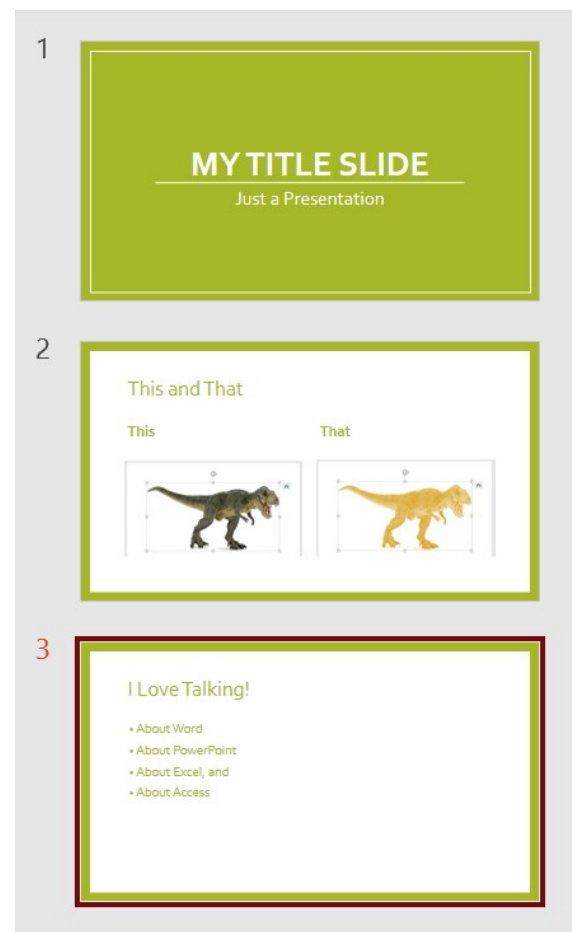 1
MY TITLE SLIDE
Just a Presentation
2
This and That
This That
3
I Love Talking!
• About Word
• About PowerPoint
• About Excel, and
• About Access